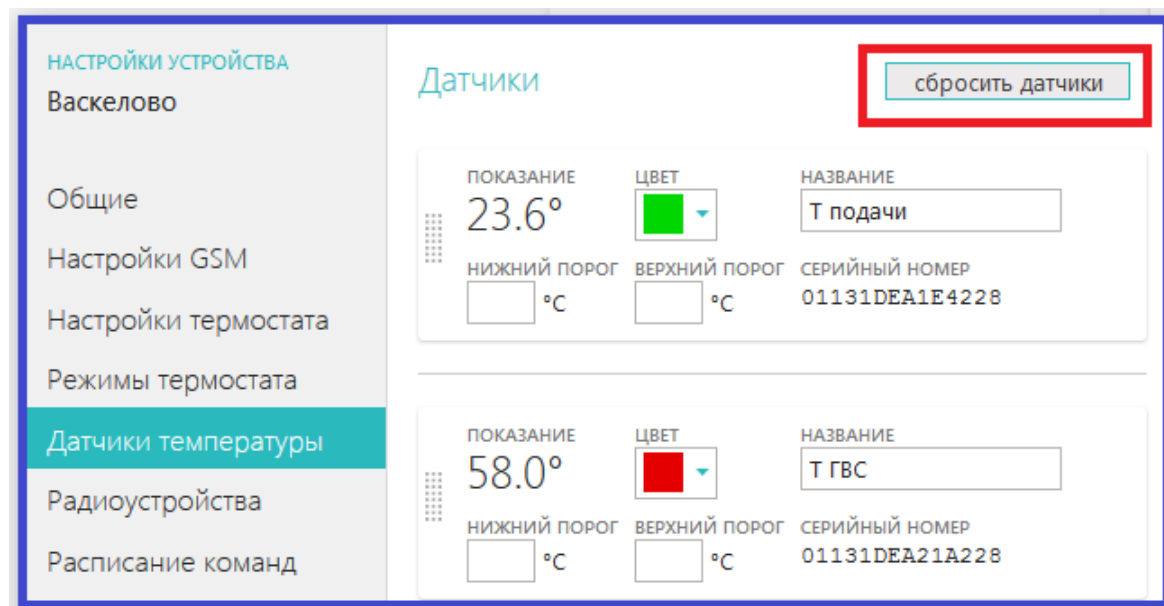 НАСТРОЙКИ УСТРОЙСТВА
Васкелово
Общие
Настройки GSM
Настройки термостата
Режимы термостата
Датчики температуры
Радиоустройства
Расписание команд
Датчики
сбросить датчики
ПОКАЗАНИЕ ЦВЕТ НАЗВАНИЕ
23.6° Т подачи
НИЖНИЙ ПОРОГ ВЕРХНИЙ ПОРОГ СЕРИЙНЫЙ НОМЕР
°C °C 01131DEA1E4228
ПОКАЗАНИЕ ЦВЕТ НАЗВАНИЕ
58.0° Т ГВС
НИЖНИЙ ПОРОГ ВЕРХНИЙ ПОРОГ СЕРИЙНЫЙ НОМЕР
°C °C 01131DEA21A228